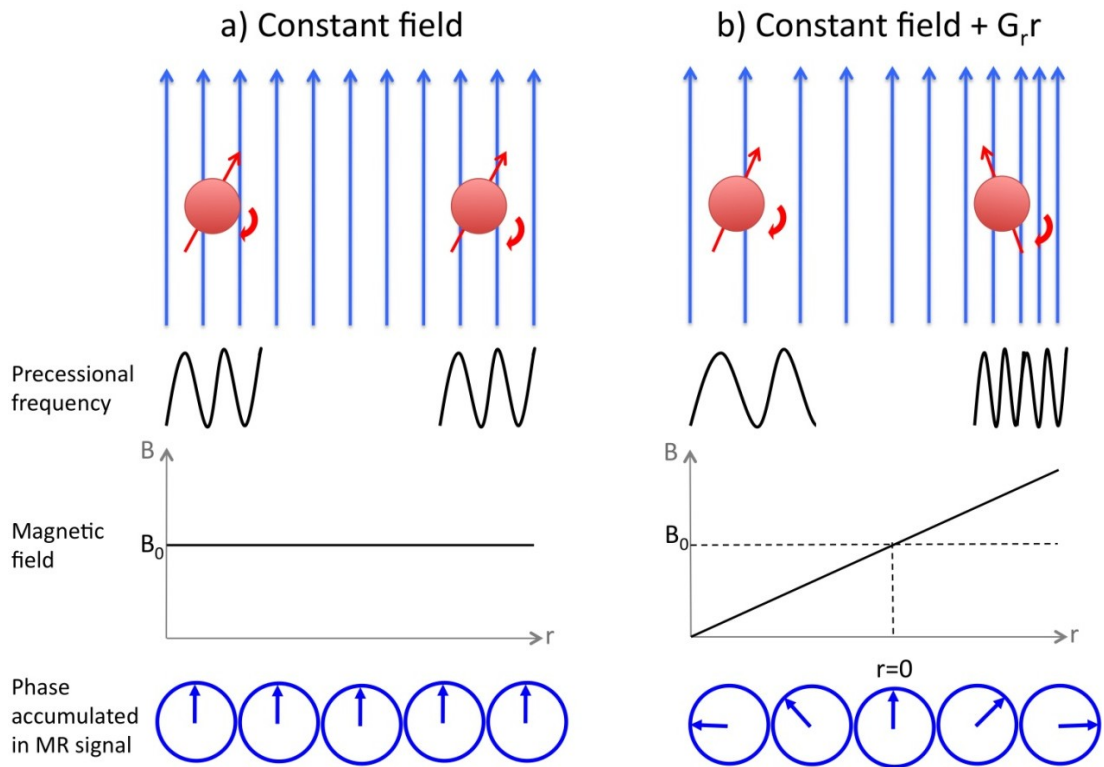 a) Constant field
b) Constant field + Gᵣr
Precessional
frequency
B
B
Magnetic
field
B₀
B₀
r
r
r=0
Phase
accumulated
in MR signal